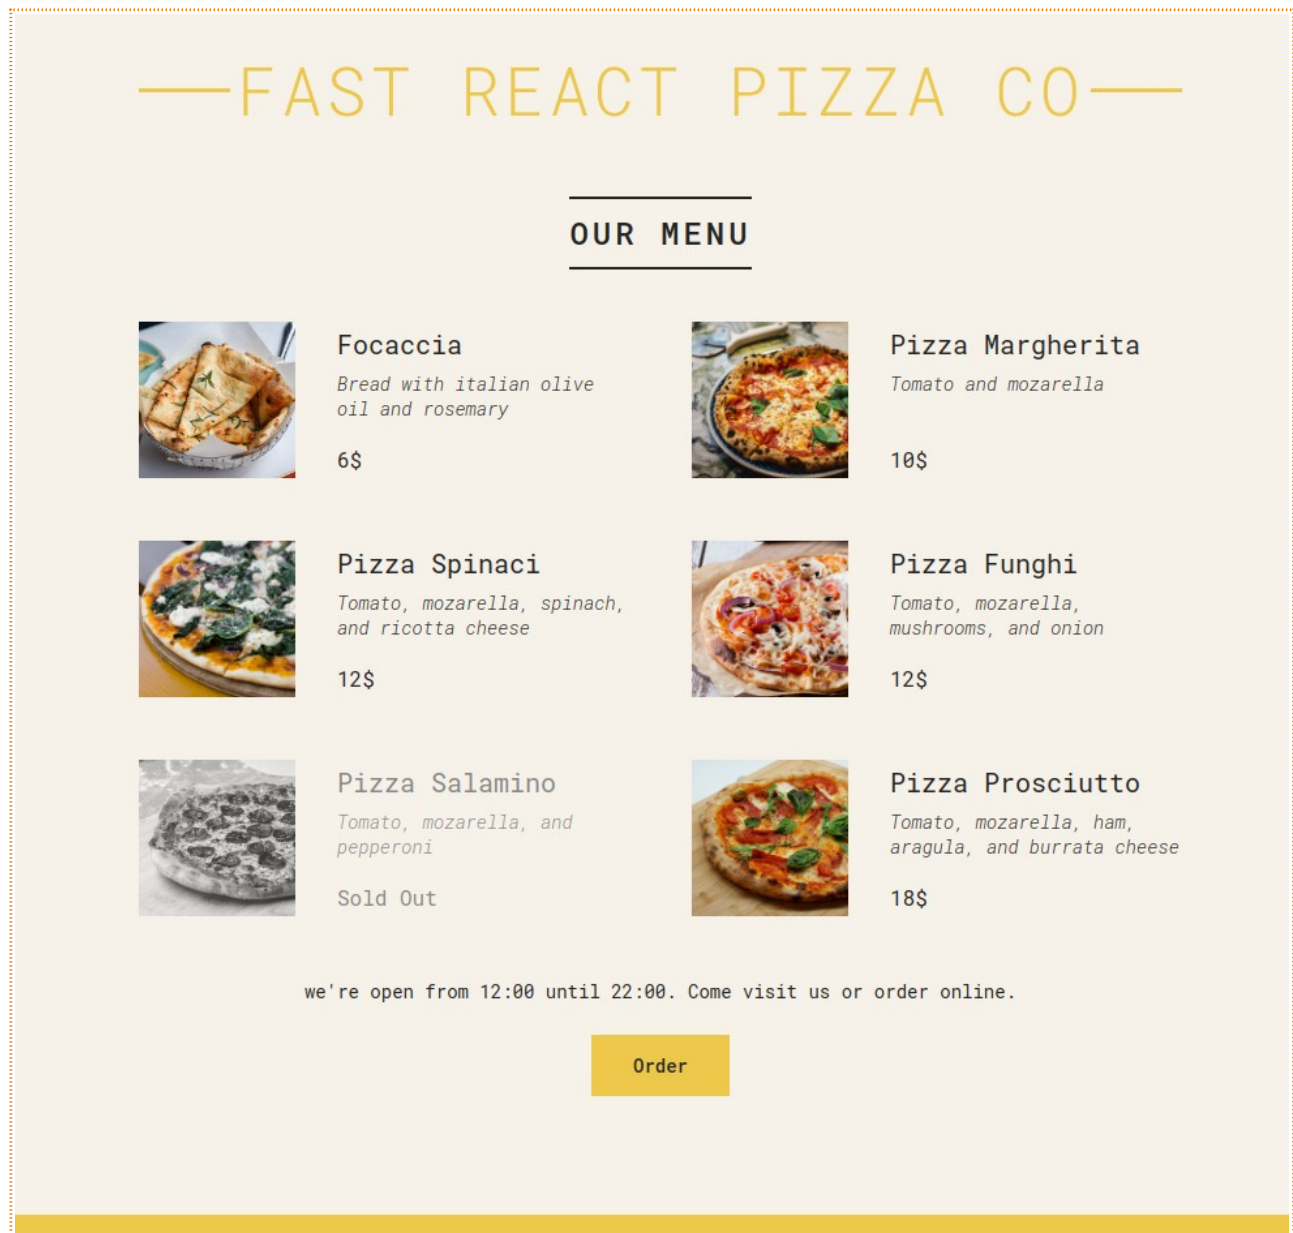 FAST REACT PIZZA CO
OUR MENU
Focaccia
Bread with italian olive
oil and rosemary
6$
Pizza Margherita
Tomato and mozarella
10$
Pizza Spinaci
Tomato, mozarella, spinach,
and ricotta cheese
12$
Pizza Funghi
Tomato, mozarella,
mushrooms, and onion
12$
Pizza Salamino
Tomato, mozarella, and
pepperoni
Sold Out
Pizza Prosciutto
Tomato, mozarella, ham,
aragula, and burrata cheese
18$
we're open from 12:00 until 22:00. Come visit us or order online.
Order